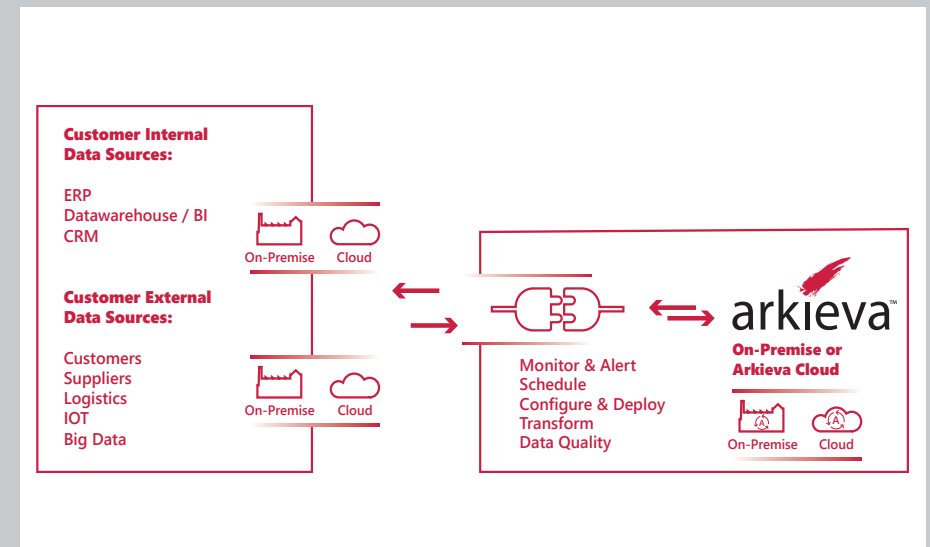 Customer Internal
Data Sources:
ERP
Datawarehouse / BI
CRM
On-Premise Cloud
Customer External
Data Sources:
Customers
Suppliers
Logistics
IOT
Big Data
On-Premise Cloud
Monitor & Alert
Schedule
Configure & Deploy
Transform
Data Quality
arkieva™
On-Premise or
Arkieva Cloud
A A
On-Premise Cloud